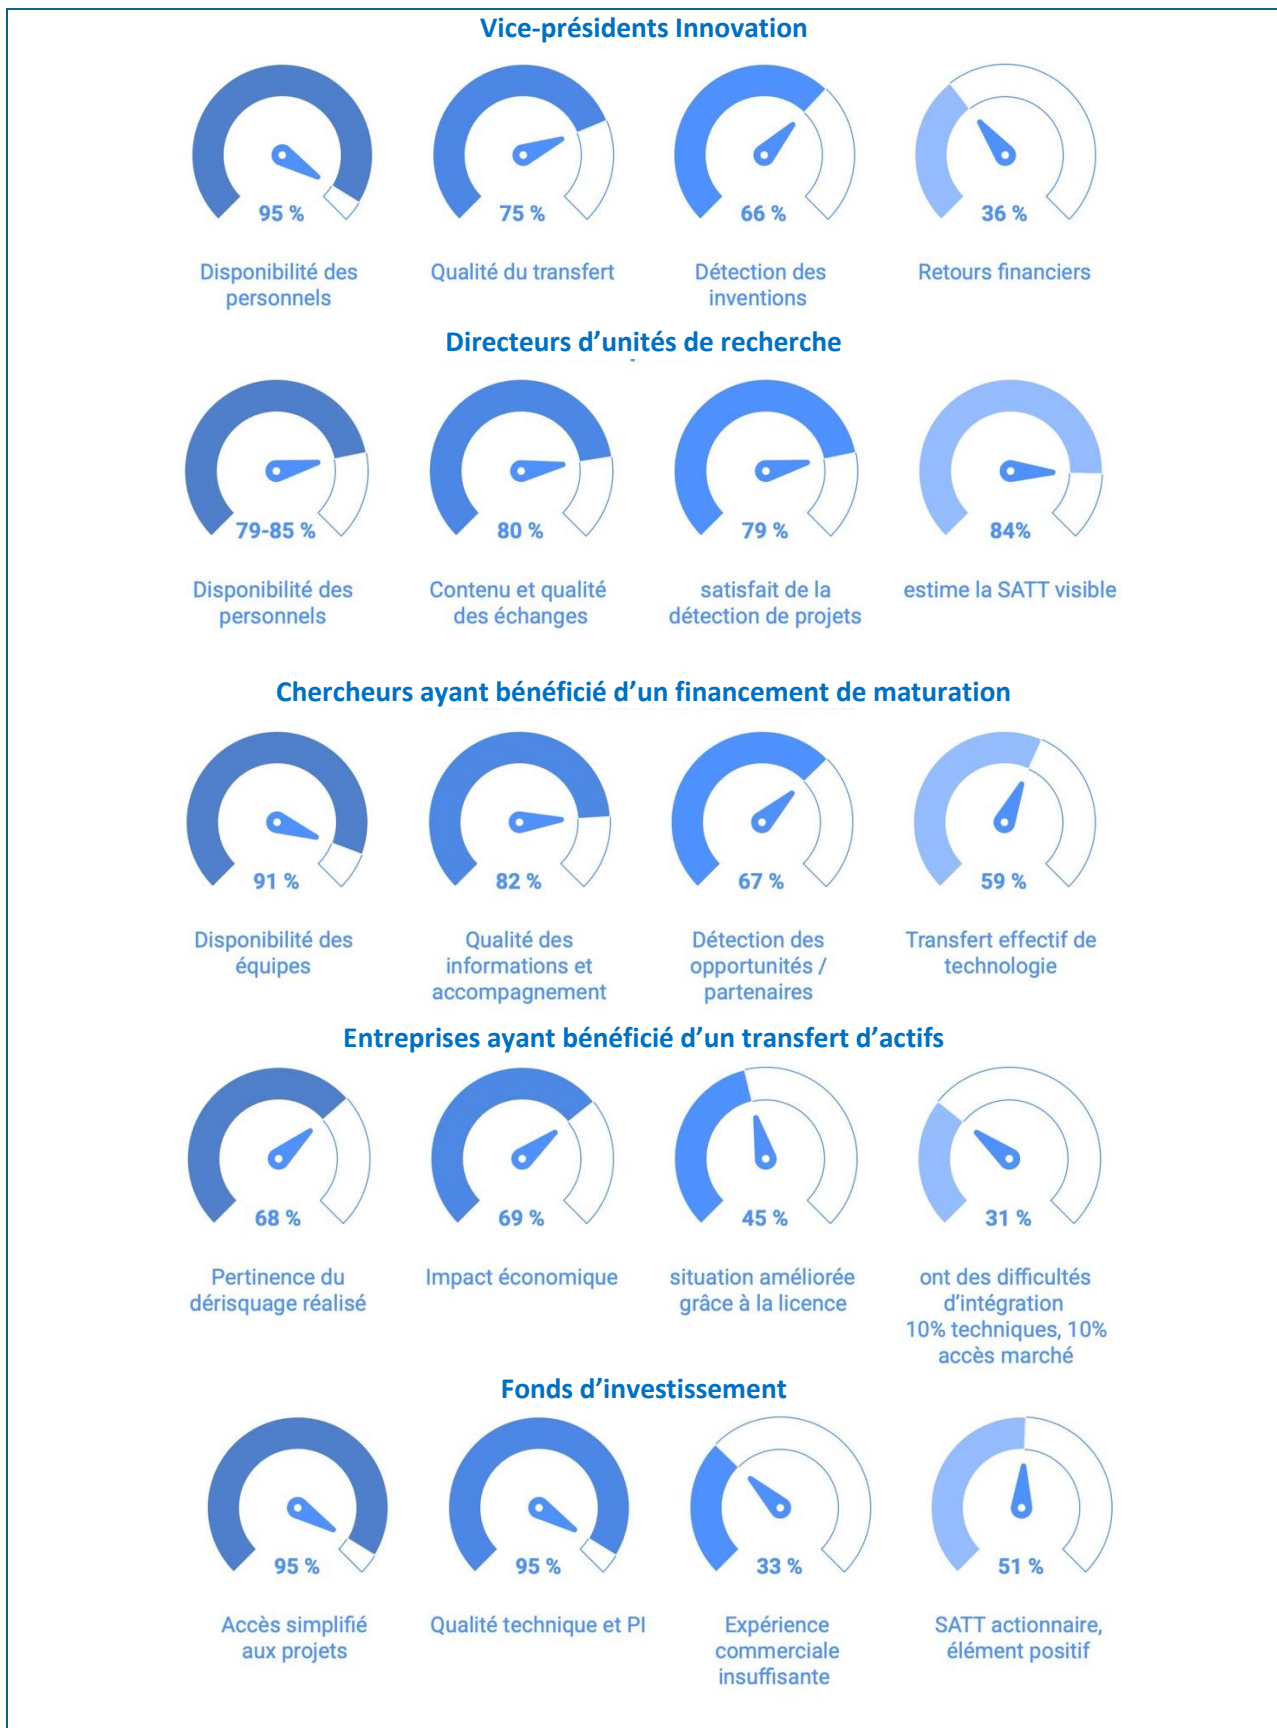 Vice-présidents Innovation
95 %
75 %
66 %
36 %
Disponibilité des
personnels
Qualité du transfert
Détection des
inventions
Retours financiers
Directeurs d’unités de recherche
79-85 %
80 %
79 %
84%
Disponibilité des
personnels
Contenu et qualité
des échanges
satisfait de la
détection de projets
estime la SATT visible
Chercheurs ayant bénéficié d’un financement de maturation
91 %
82 %
67 %
59 %
Disponibilité des
équipes
Qualité des
informations et
accompagnement
Détection des
opportunités /
partenaires
Transfert effectif de
technologie
Entreprises ayant bénéficié d’un transfert d’actifs
68 %
69 %
45 %
31 %
Pertinence du
dérisquage réalisé
Impact économique
situation améliorée
grâce à la licence
ont des difficultés
d’intégration
10% techniques, 10%
accès marché
Fonds d’investissement
95 %
95 %
33 %
51 %
Accès simplifié
aux projets
Qualité technique et PI
Expérience
commerciale
insuffisante
SATT actionnaire,
élément positif